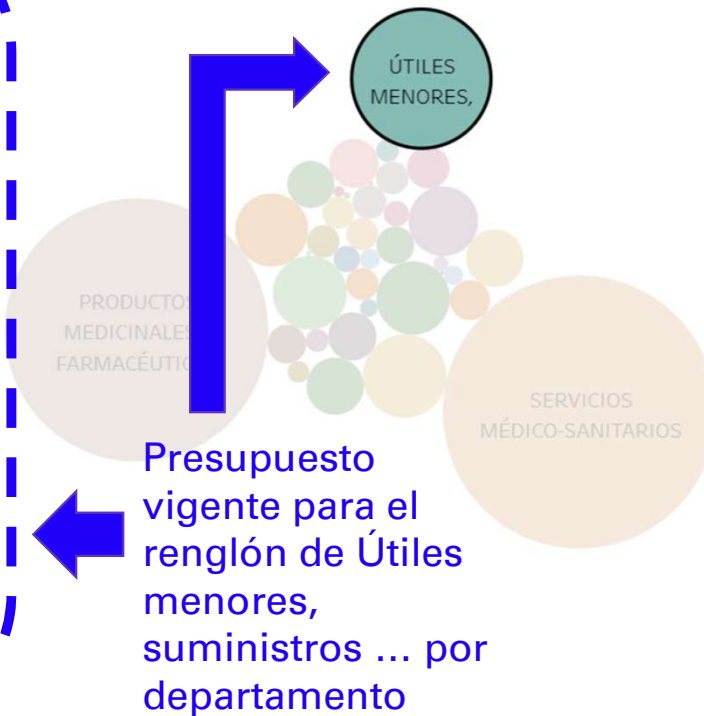 ÚTILES
MENORES,
PRODUCTOS
MEDICINALES
FARMACÉUTIC
SERVICIOS
MÉDICO-SANITARIOS
Presupuesto
vigente para el
renglón de Útiles
menores,
suministros ... por
departamento